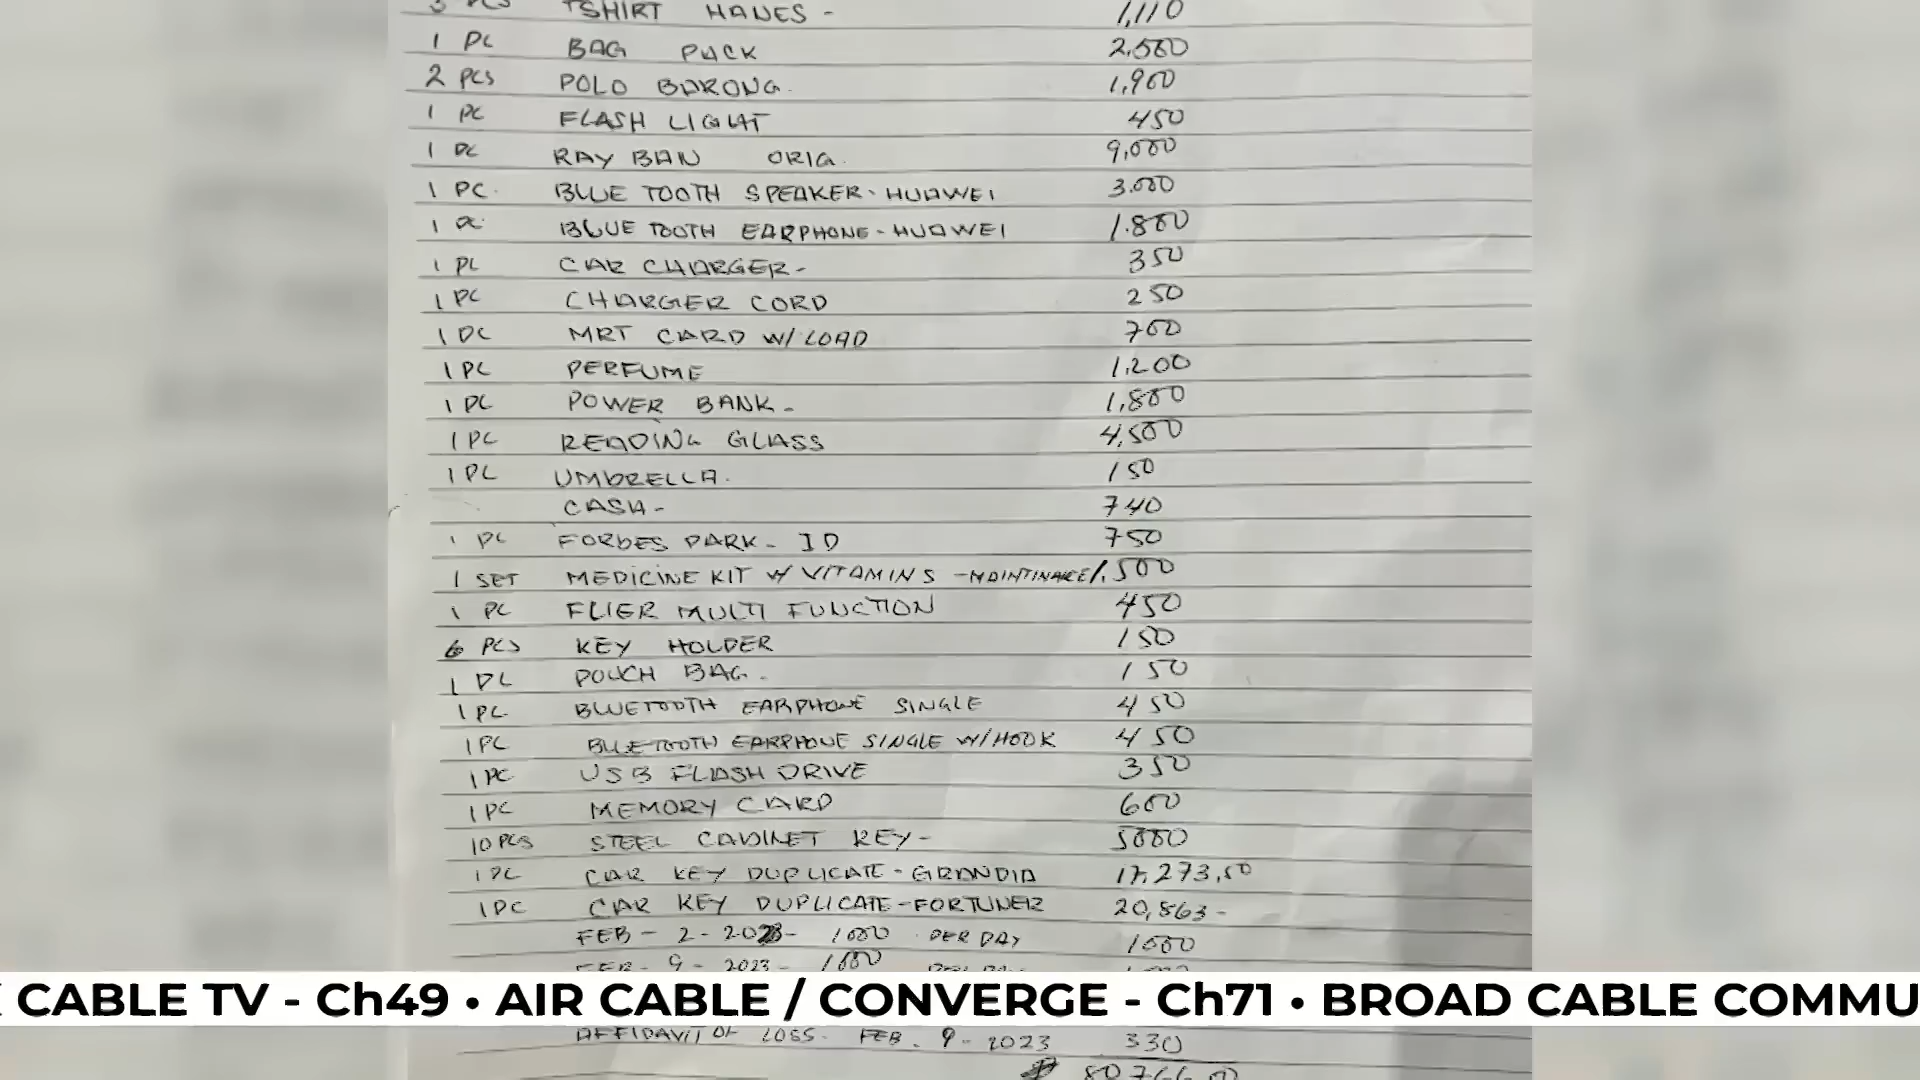 3 PCS TSHIRT HANES - 1,110
1 PC BAG PACK 2,500
2 PCS POLO BARONG. 1,900
1 PC FLASH LIGHT 450
1 PC RAY BAN ORIG. 9,000
1 PC. BLUE TOOTH SPEAKER - HUAWEI 3.000
1 PC. BLUE TOOTH EARPHONE - HUAWEI 1.800
1 PC CAR CHARGER - 350
1 PC CHARGER CORD 250
1 PC MRT CARD W/ LOAD 700
1 PC PERFUME 1,200
1 PC POWER BANK - 1,800
1 PC READING GLASS 4,500
1 PC UMBRELLA. 150
CASH - 740
1 PC FORBES PARK - ID 750
1 SET MEDICINE KIT W/ VITAMINS - MAINTINANCE 1,500
1 PC FLIER MULTI FUNCTION 450
6 PCS KEY HOLDER 150
1 PC POUCH BAG. 150
1 PC BLUETOOTH EARPHONE SINGLE 450
1 PC BLUETOOTH EARPHONE SINGLE W/HOOK 450
1 PC USB FLASH DRIVE 350
1 PC MEMORY CARD 600
10 PCS STEEL CABINET KEY - 5000
1 PC CAR KEY DUPLICATE - GRANDIA 17,273,50
1 PC CAR KEY DUPLICATE - FORTUNER 20,863 -
FEB - 2 - 2023 - 1000 PER DAY 1000
FEB - 9 - 2023 - 1000
CABLE TV - Ch49 • AIR CABLE / CONVERGE - Ch71 • BROAD CABLE COMMU
AFFIDAVIT OF LOSS. FEB. 9 - 2023 330
80766.00